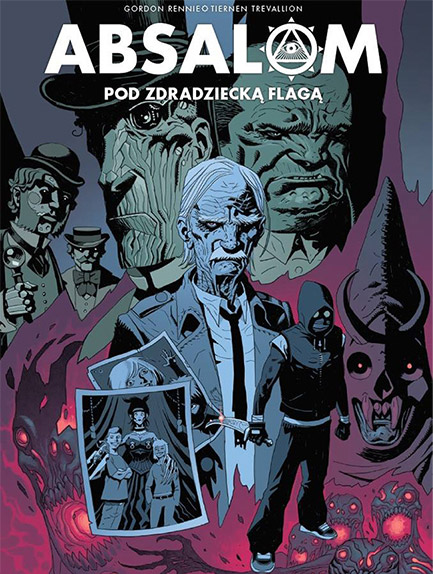 GORDON RENNIE O TIERNEN TREVALLION
ABSALOM
POD ZDRADZIECKĄ FLAGĄ